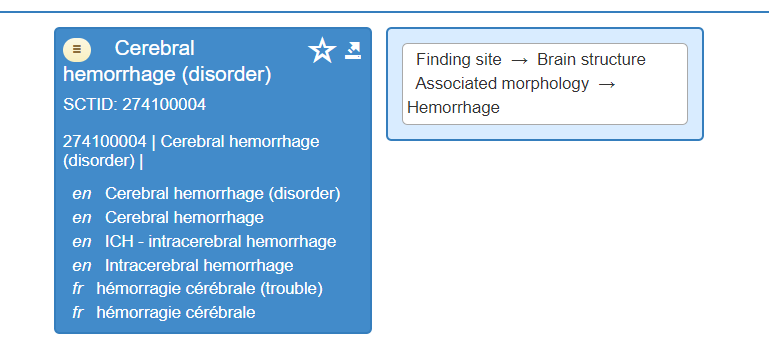 Cerebral
hemorrhage (disorder)
SCTID: 274100004
274100004 | Cerebral hemorrhage
(disorder) |
en Cerebral hemorrhage (disorder)
en Cerebral hemorrhage
en ICH - intracerebral hemorrhage
en Intracerebral hemorrhage
fr hémorragie cérébrale (trouble)
fr hémorragie cérébrale
Finding site → Brain structure
Associated morphology →
Hemorrhage